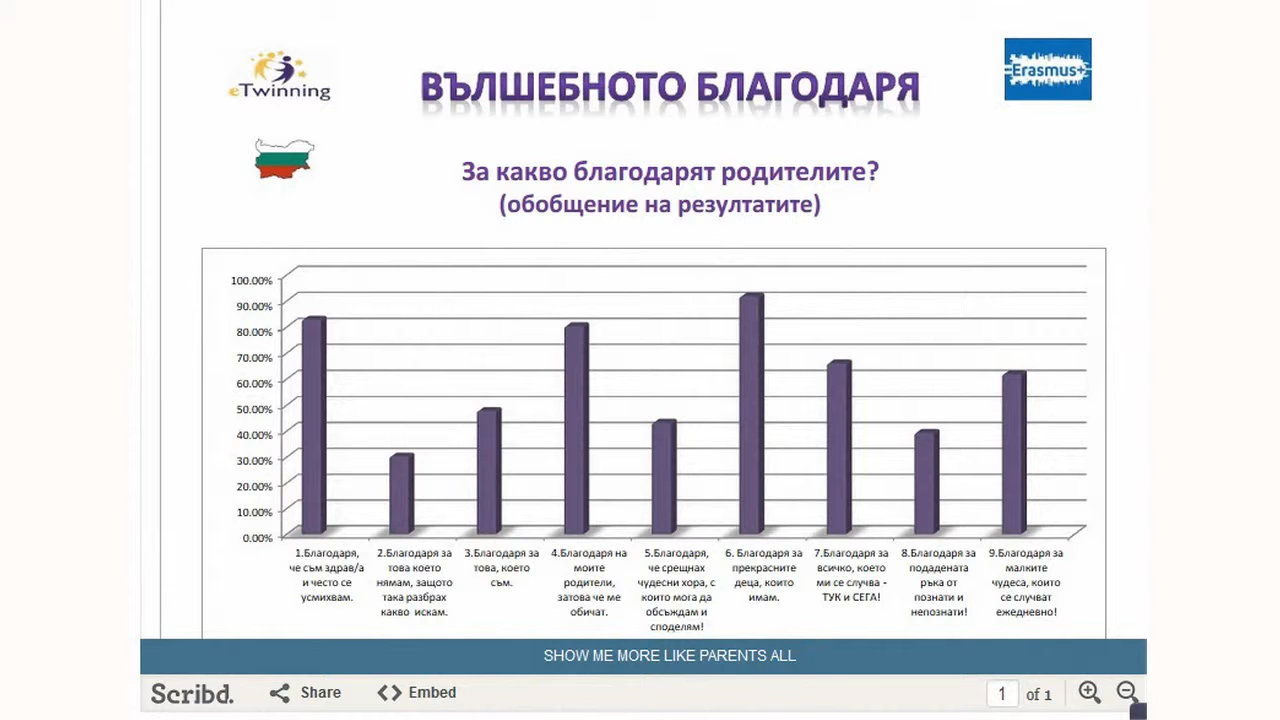 eTwinning
ВЪЛШЕБНОТО БЛАГОДАРЯ
Erasmus+
За какво благодарят родителите?
(обобщение на резултатите)
100.00%
90.00%
80.00%
70.00%
60.00%
50.00%
40.00%
30.00%
20.00%
10.00%
0.00%
1.Благодаря,
че съм здрав/а
и често се
усмихвам.
2.Благодаря за
това което
нямам, защото
така разбрах
какво искам.
3.Благодаря за
това, което
съм.
4.Благодаря на
моите
родители,
затова че ме
обичат.
5.Благодаря,
че срещнах
чудесни хора, с
които мога да
обсъждам и
споделям!
6. Благодаря за
прекрасните
деца, които
имам.
7.Благодаря за
всичко, което
ми се случва -
ТУК и СЕГА!
8.Благодаря за
подадената
ръка от
познати и
непознати!
9.Благодаря за
малките
чудеса, които
се случват
ежедневно!
SHOW ME MORE LIKE PARENTS ALL
Scribd.
Share
Embed
1 of 1